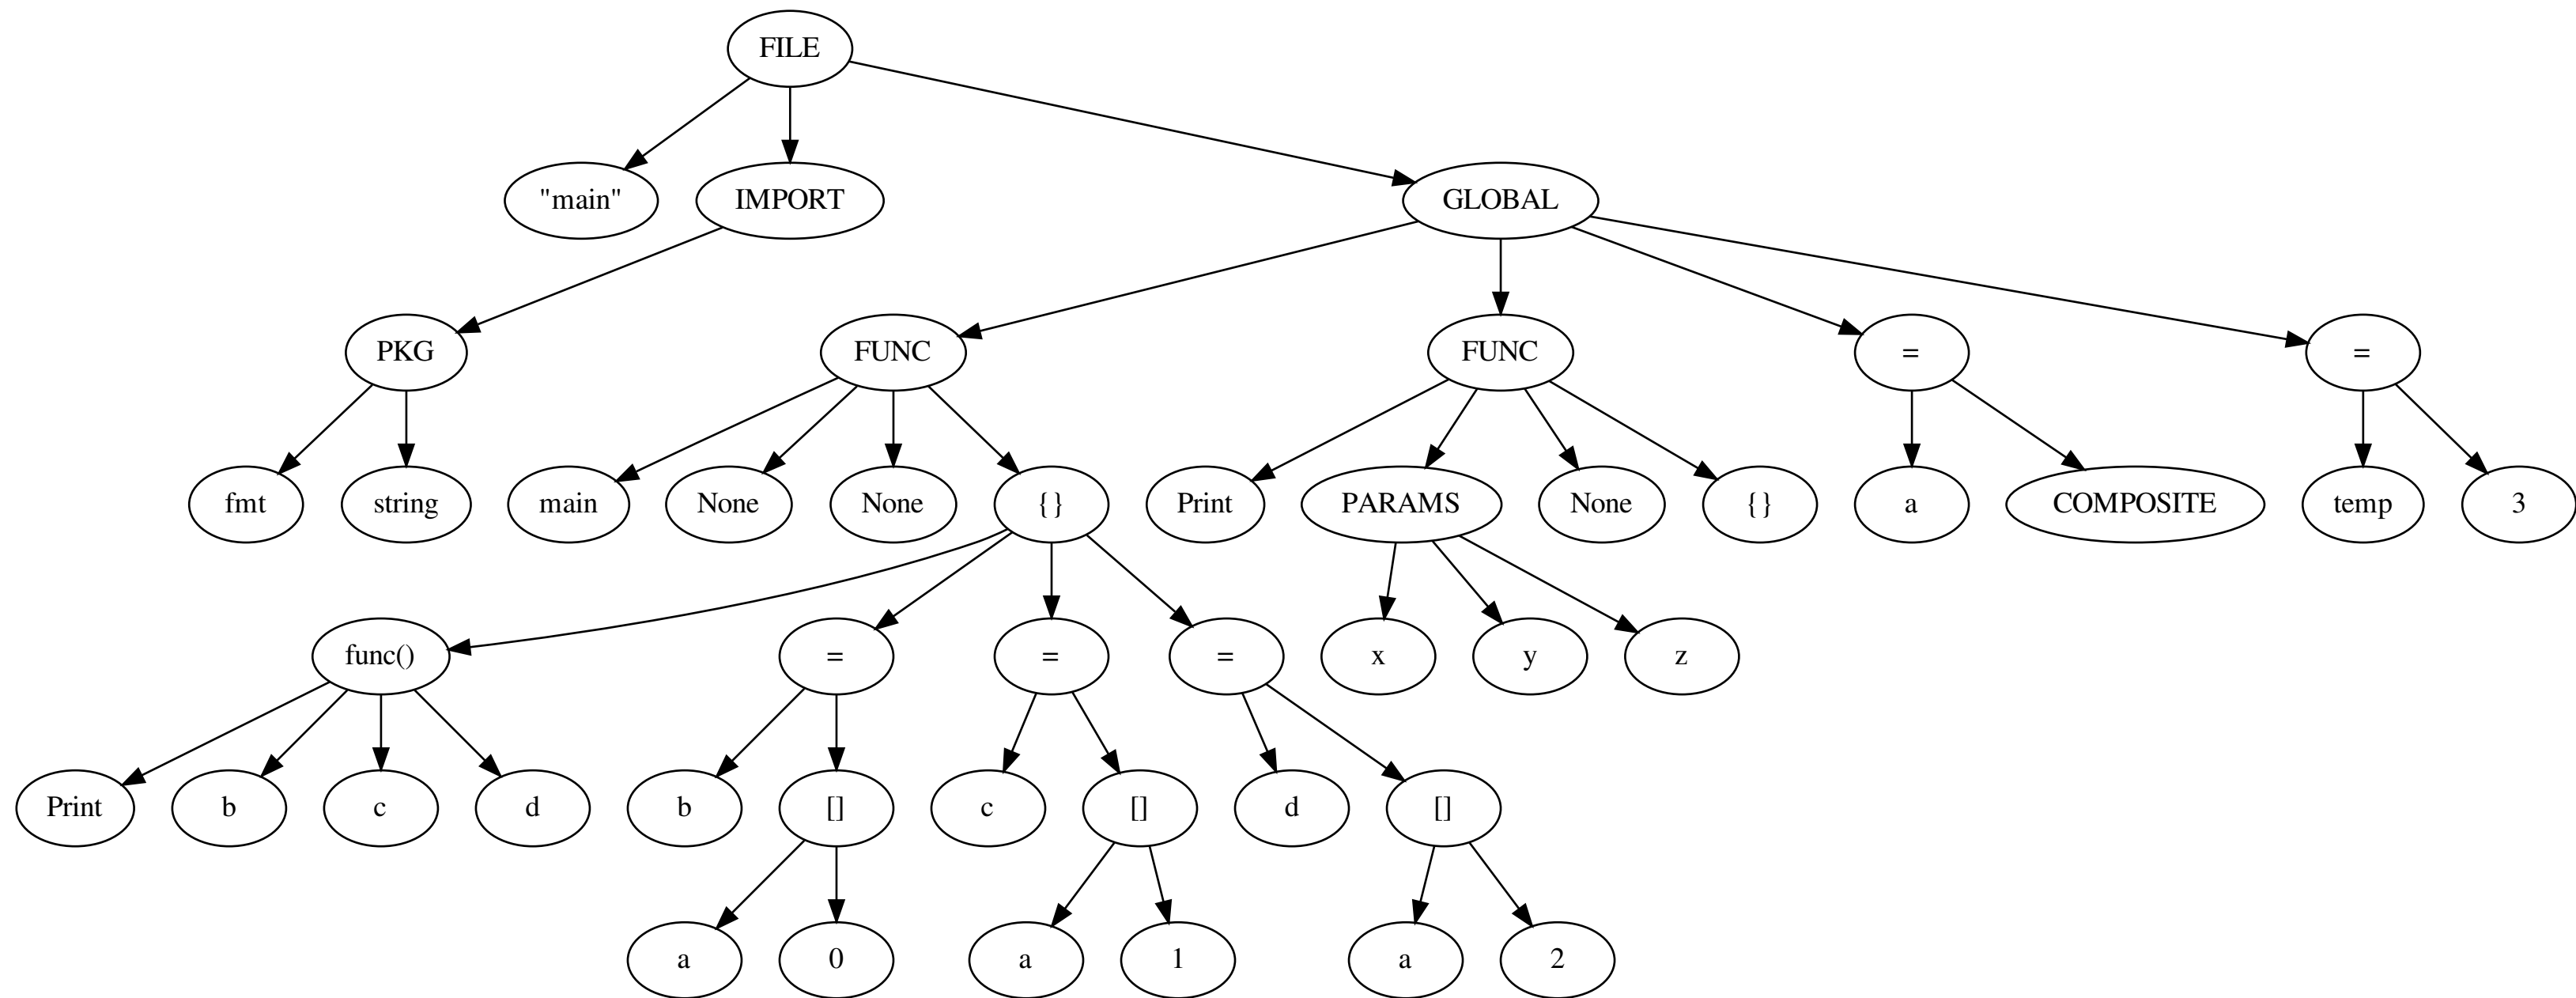 FILE
"main"
IMPORT
GLOBAL
PKG
FUNC
FUNC
=
=
fmt
string
main
None
None
{}
Print
PARAMS
None
{}
a
COMPOSITE
temp
3
func()
=
=
=
x
y
z
Print
b
c
d
b
[]
c
[]
d
[]
a
0
a
1
a
2